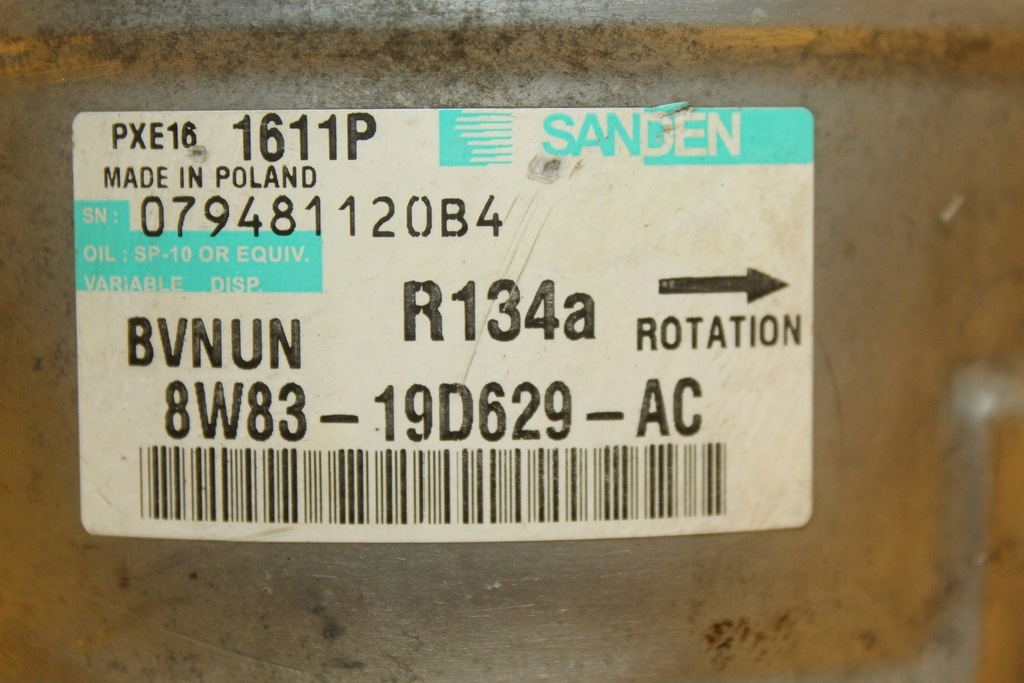 PXE16 1611P SANDEN
MADE IN POLAND
SN: 079481120B4
OIL : SP-10 OR EQUIV.
VARIABLE DISP.
R134a
BVNUN ROTATION
8W83-19D629-AC